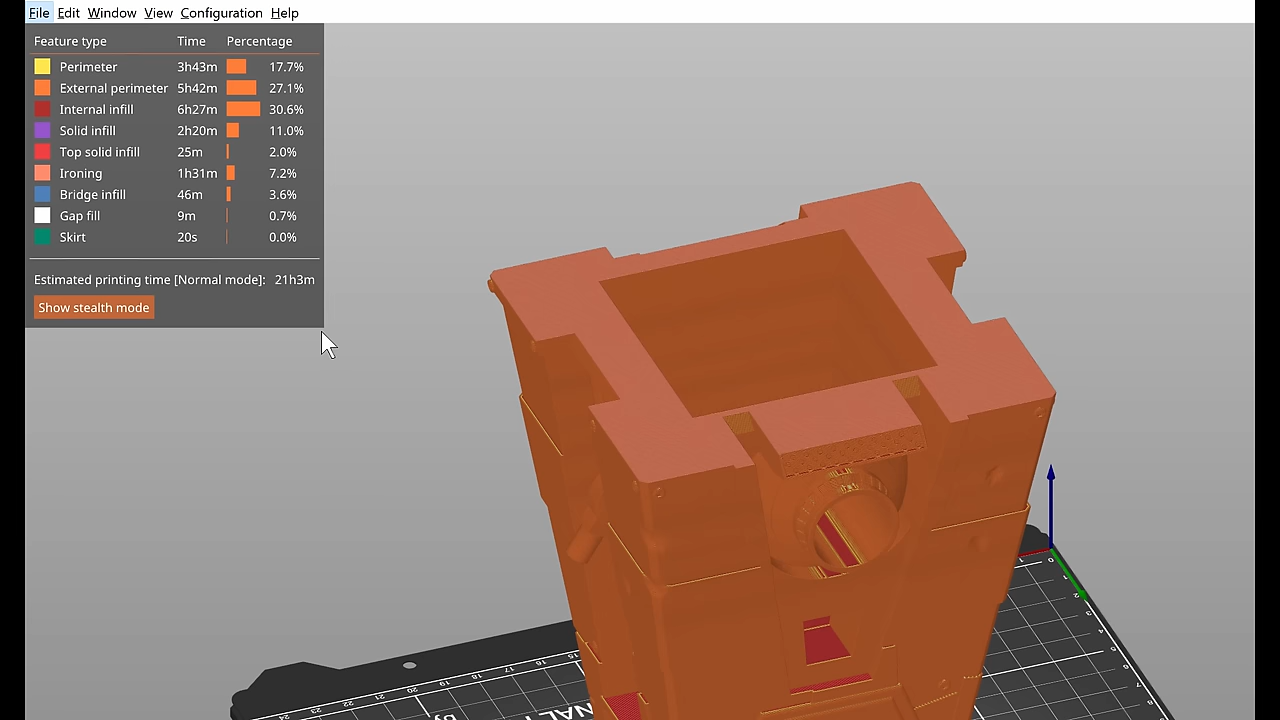 File Edit Window View Configuration Help
Feature type Time Percentage
Perimeter 3h43m 17.7%
External perimeter 5h42m 27.1%
Internal infill 6h27m 30.6%
Solid infill 2h20m 11.0%
Top solid infill 25m 2.0%
Ironing 1h31m 7.2%
Bridge infill 46m 3.6%
Gap fill 9m 0.7%
Skirt 20s 0.0%
Estimated printing time [Normal mode]: 21h3m
Show stealth mode